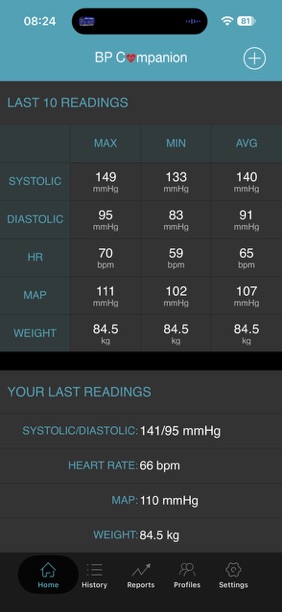 08:24
81
BP Companion
LAST 10 READINGS
MAX MIN AVG
SYSTOLIC 149 mmHg 133 mmHg 140 mmHg
DIASTOLIC 95 mmHg 83 mmHg 91 mmHg
HR 70 bpm 59 bpm 65 bpm
MAP 111 mmHg 102 mmHg 107 mmHg
WEIGHT 84.5 kg 84.5 kg 84.5 kg
YOUR LAST READINGS
SYSTOLIC/DIASTOLIC: 141/95 mmHg
HEART RATE: 66 bpm
MAP: 110 mmHg
WEIGHT: 84.5 kg
Home History Reports Profiles Settings